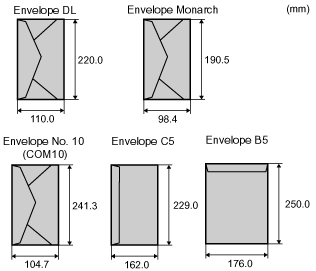 Envelope DL
Envelope Monarch
(mm)
220.0
190.5
110.0
98.4
Envelope No. 10
(COM10)
Envelope C5
Envelope B5
241.3
229.0
250.0
104.7
162.0
176.0